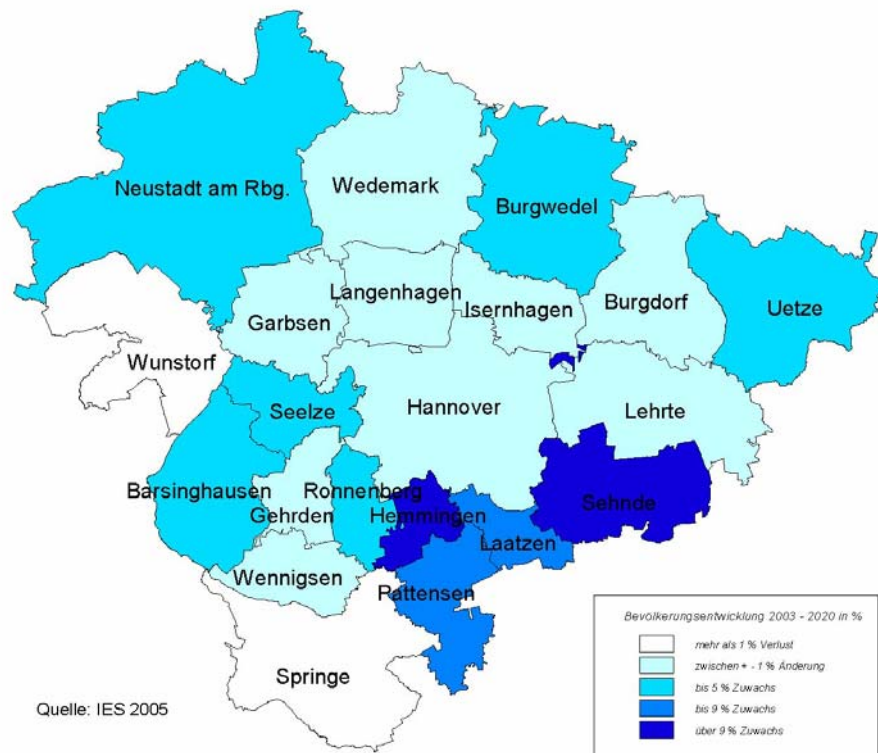 Neustadt am Rbg.
Wedemark
Burgwedel
Langenhagen
Isernhagen
Burgdorf
Uetze
Garbsen
Wunstorf
Seelze
Hannover
Lehrte
Barsinghausen
Gehrden
Ronnenberg
Hemmingen
Sehnde
Laatzen
Wennigsen
Pattensen
Springe
Quelle: IES 2005
Bevölkerungsentwicklung 2003 - 2020 in %
mehr als 1 % Verlust
zwischen + - 1 % Änderung
bis 5 % Zuwachs
bis 9 % Zuwachs
über 9 % Zuwachs